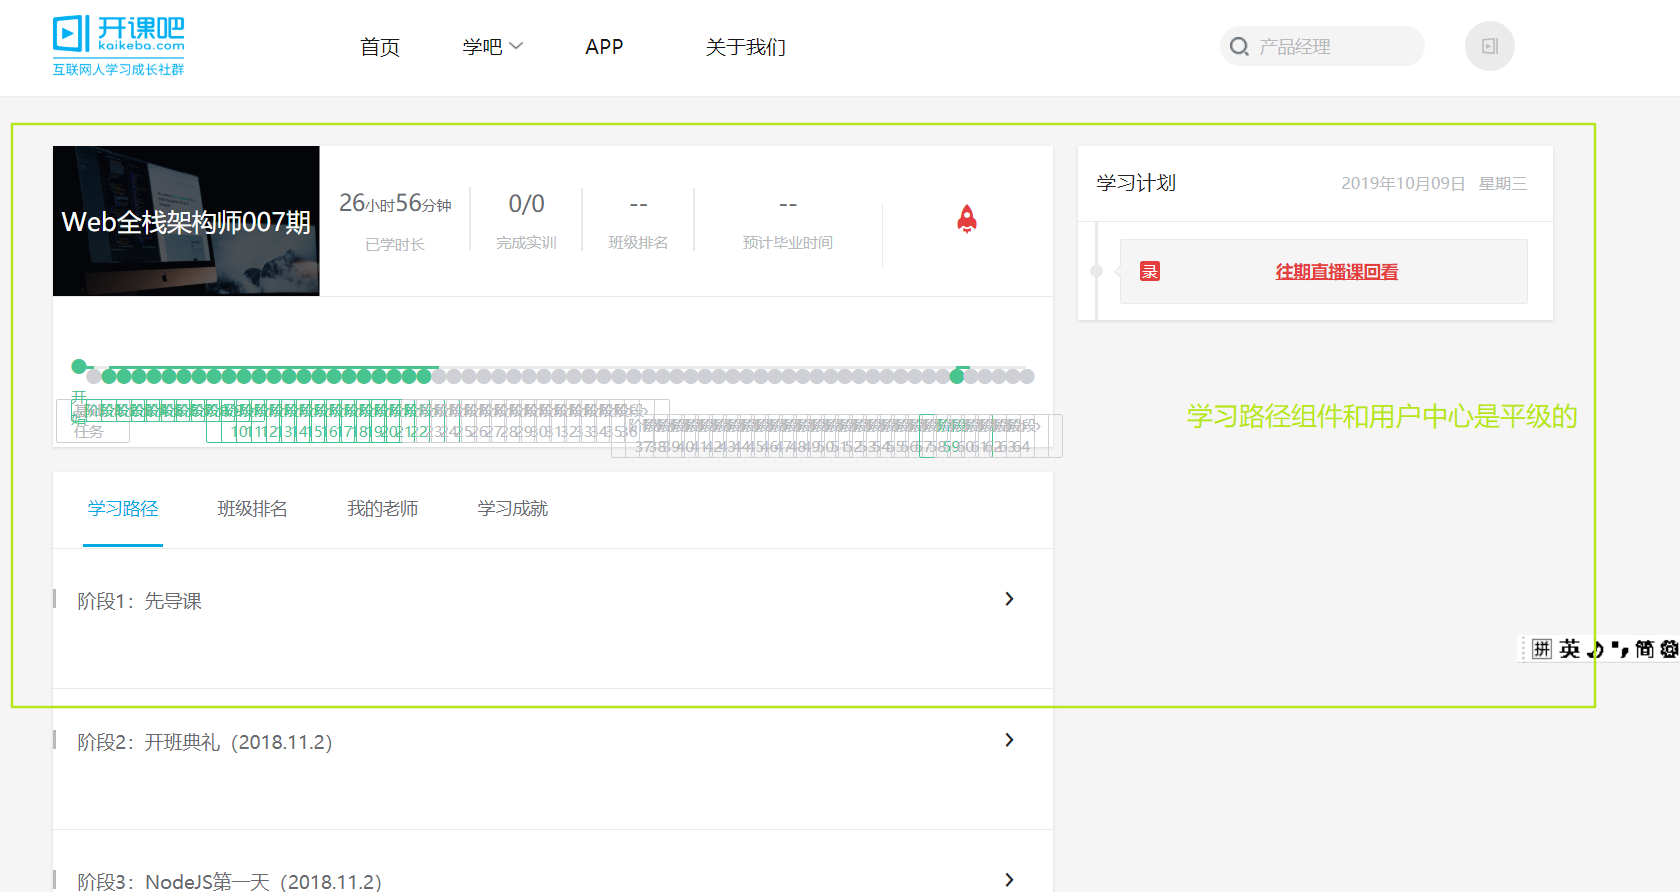 开课吧
kaikeba.com
互联网人学习成长社群
首页
学吧
APP
关于我们
产品经理
Web全栈架构师007期
26小时56分钟
已学时长
0/0
完成实训
--
班级排名
--
预计毕业时间
学习计划
2019年10月09日 星期三
录
往期直播课回看
开
任务
学习路径组件和用户中心是平级的
学习路径
班级排名
我的老师
学习成就
阶段1：先导课
拼 英 简
阶段2：开班典礼（2018.11.2）
阶段3：NodeJS第一天（2018.11.2）